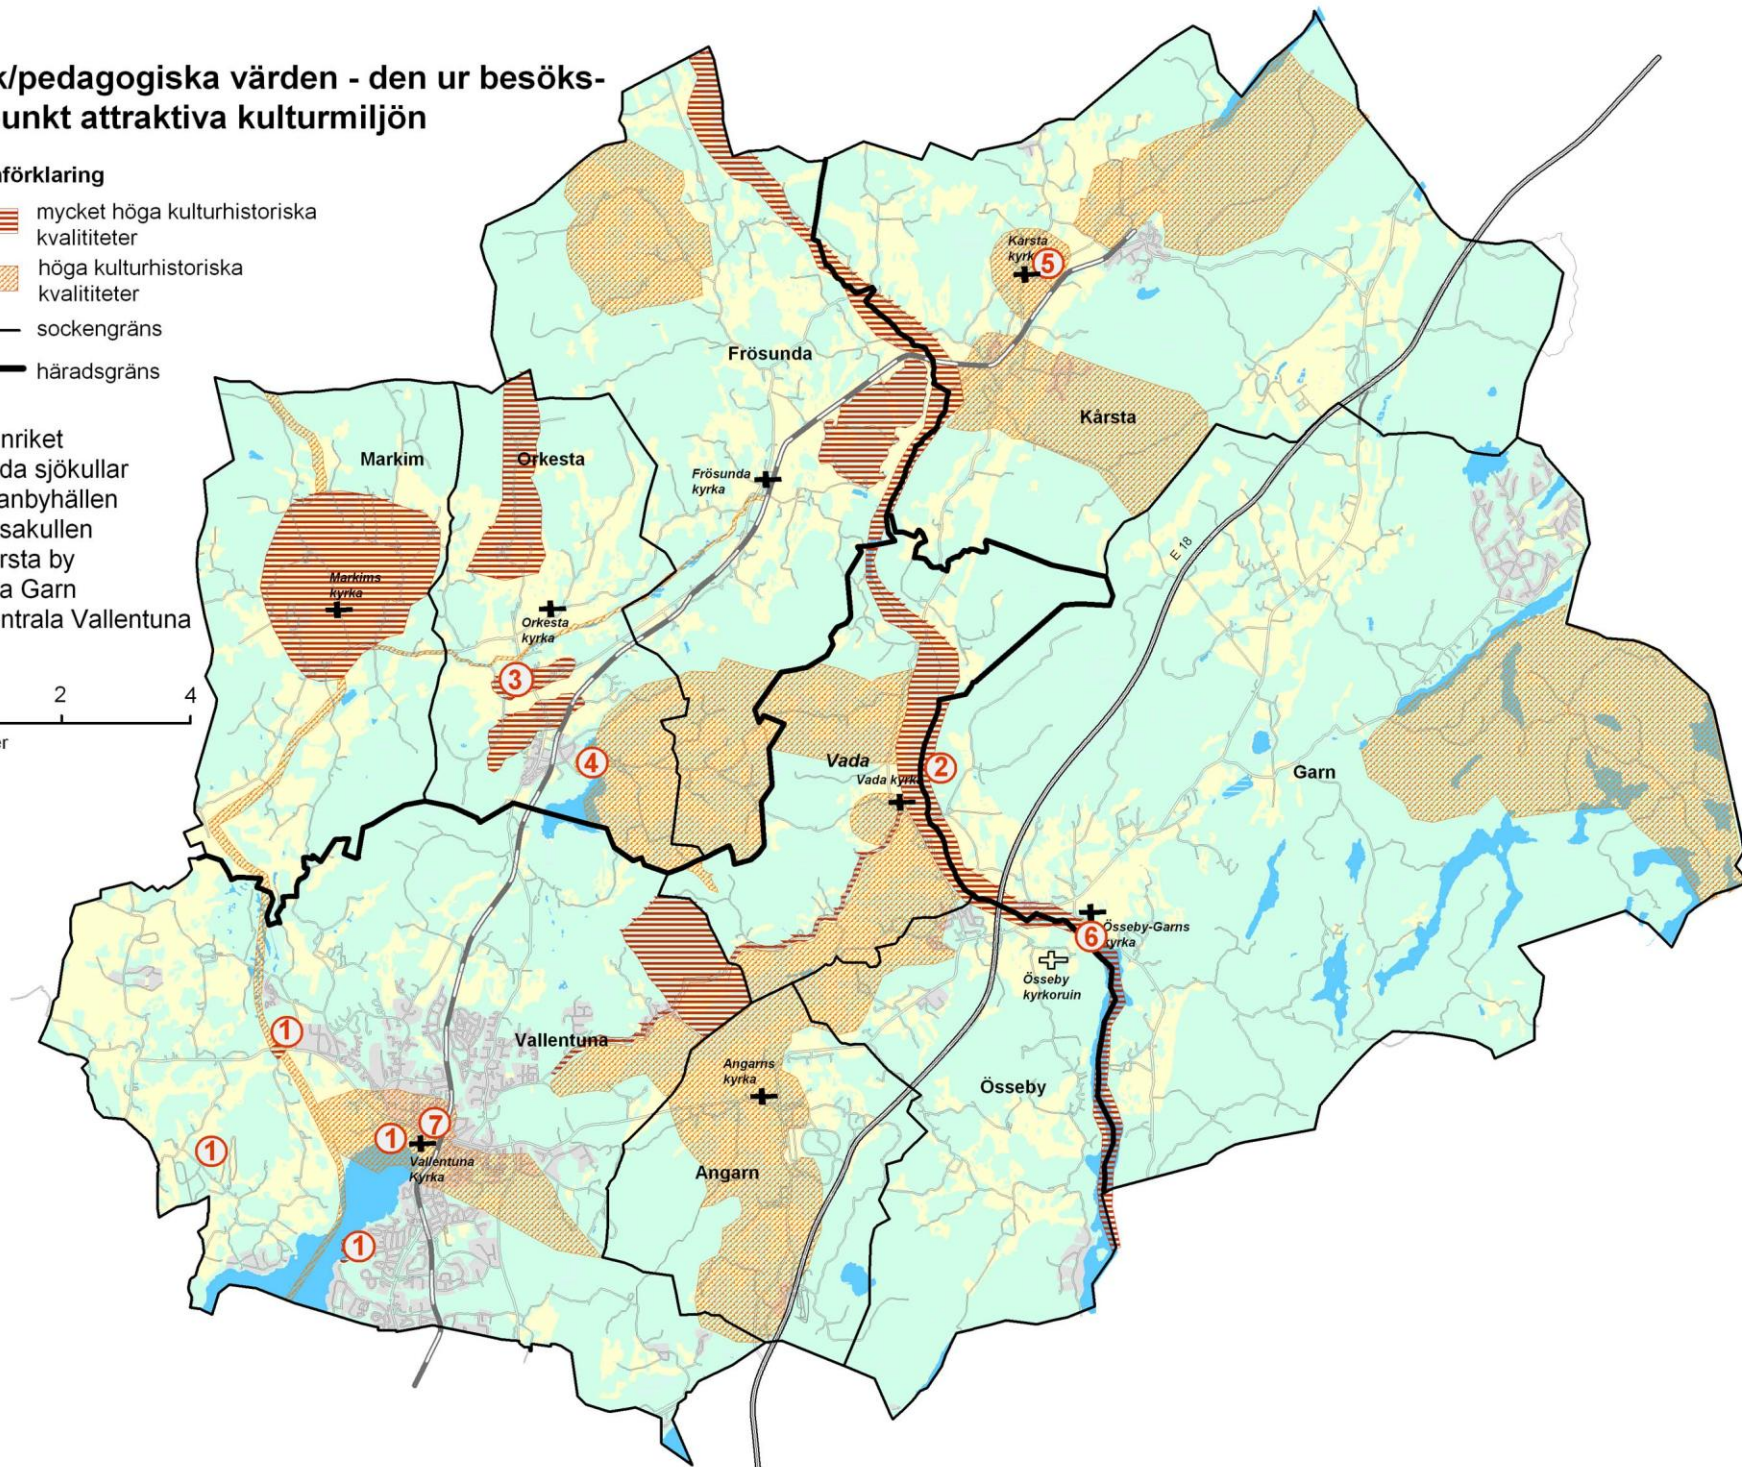 k/pedagogiska värden - den ur besöks-
unkt attraktiva kulturmiljön
förklaring
mycket höga kulturhistoriska
kvalititeter
höga kulturhistoriska
kvalititeter
sockengräns
häradsgräns
nriket
da sjökullar
anbyhällen
sakullen
rsta by
a Garn
ntrala Vallentuna
2 4
er
Kårsta
kyrk
5
Frösunda
Kårsta
Markim
Orkesta
Frösunda
kyrka
E 18
Markims
kyrka
Orkesta
kyrka
3
4
Vada
Vada kyrka
2
Garn
Össeby-Garns
kyrka
6
Össeby
kyrkoruin
1
Vallentuna
Angarns
kyrka
Össeby
7
1
1
Vallentuna
Kyrka
Angarn
1